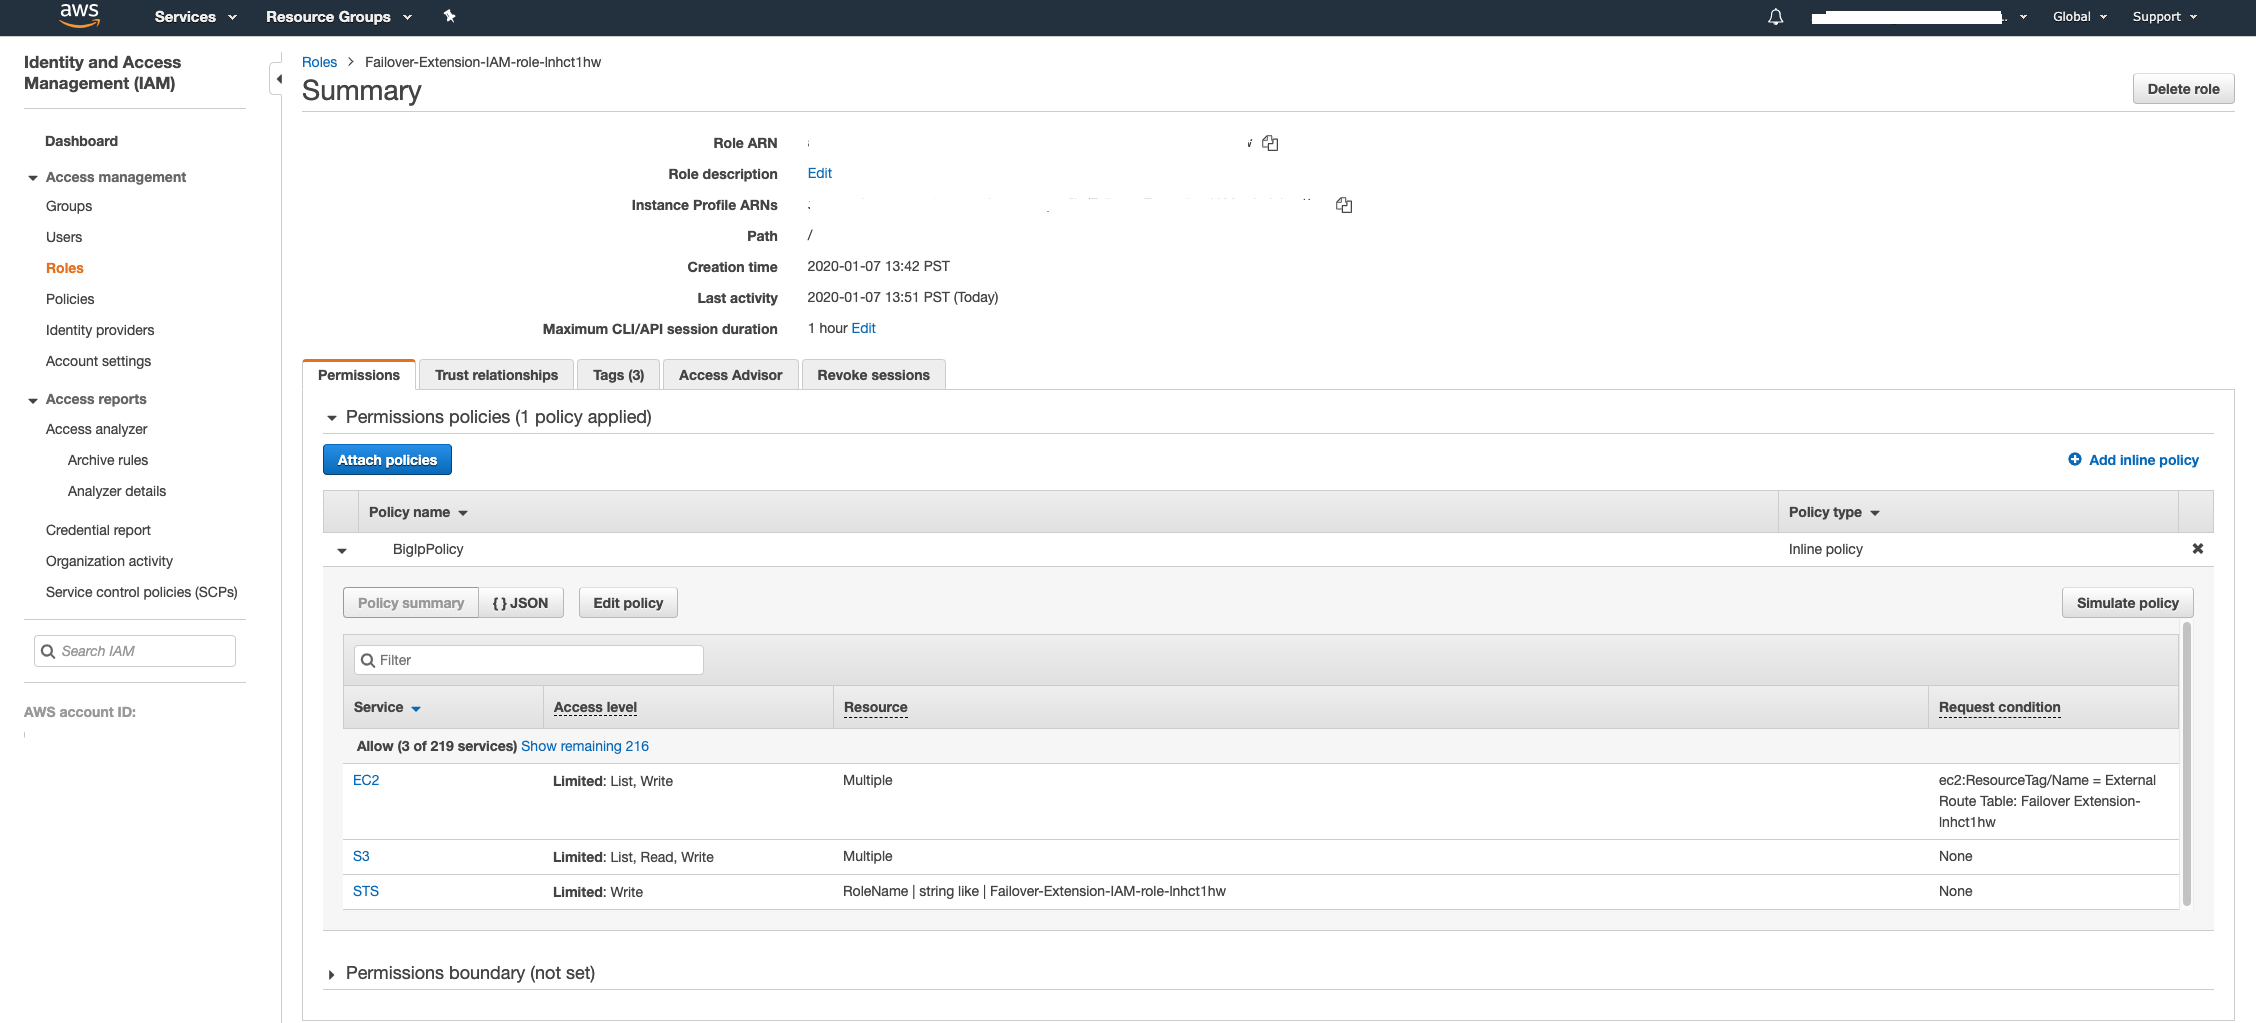 aws Services Resource Groups Global Support
Identity and Access
Management (IAM)
Dashboard
Access management
Groups
Users
Roles
Policies
Identity providers
Account settings
Access reports
Access analyzer
Archive rules
Analyzer details
Credential report
Organization activity
Service control policies (SCPs)
Search IAM
AWS account ID:
Roles > Failover-Extension-IAM-role-lnhct1hw
Summary
Delete role
Role ARN
Role description Edit
Instance Profile ARNs
Path /
Creation time 2020-01-07 13:42 PST
Last activity 2020-01-07 13:51 PST (Today)
Maximum CLI/API session duration 1 hour Edit
Permissions Trust relationships Tags (3) Access Advisor Revoke sessions
Permissions policies (1 policy applied)
Attach policies Add inline policy
Policy name Policy type
BigIpPolicy Inline policy
Policy summary { } JSON Edit policy Simulate policy
Filter
Service Access level Resource Request condition
Allow (3 of 219 services) Show remaining 216
EC2 Limited: List, Write Multiple ec2:ResourceTag/Name = External
Route Table: Failover Extension-
lnhct1hw
S3 Limited: List, Read, Write Multiple None
STS Limited: Write RoleName | string like | Failover-Extension-IAM-role-lnhct1hw None
Permissions boundary (not set)